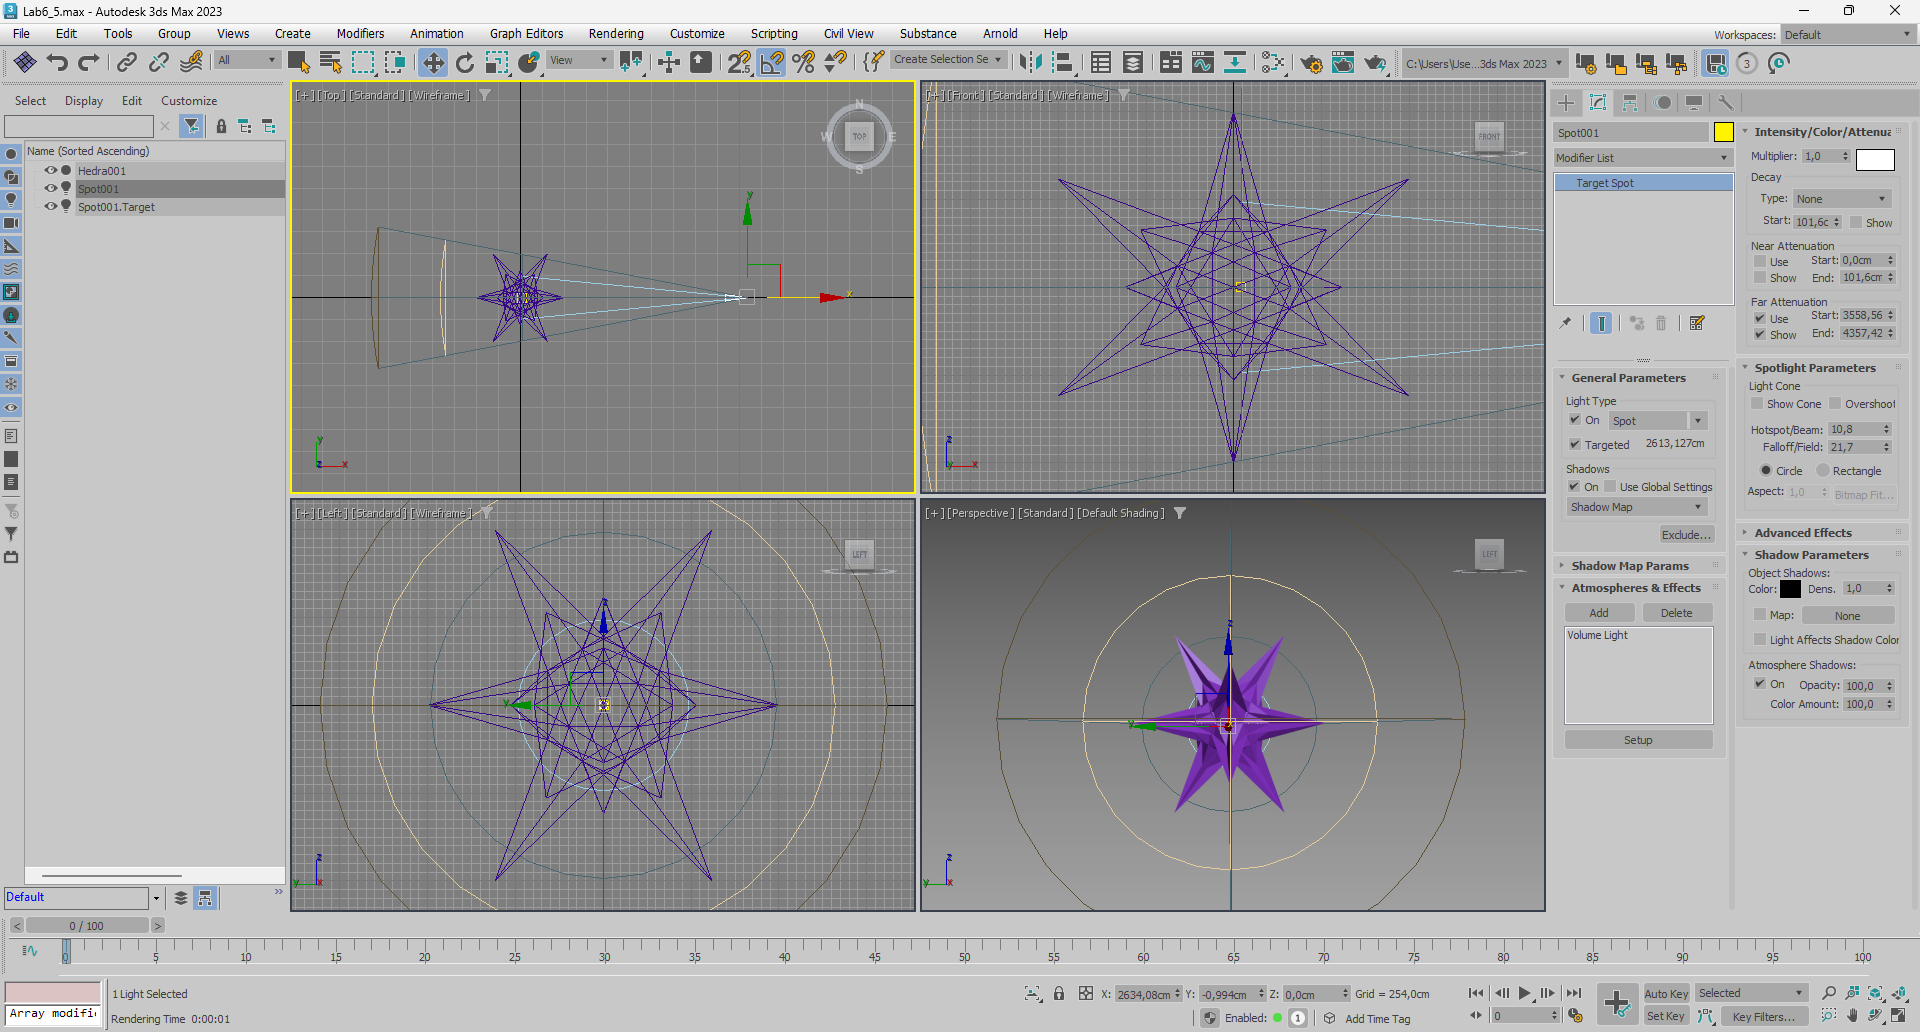 Lab6_5.max - Autodesk 3ds Max 2023
File Edit Tools Group Views Create Modifiers Animation Graph Editors Rendering Customize Scripting Civil View Substance Arnold Help
Workspaces: Default
All View Create Selection Se C:\Users\Use...3ds Max 2023
Select Display Edit Customize
Name (Sorted Ascending)
Hedra001
Spot001
Spot001.Target
Default
[+] [Top] [Standard] [Wireframe]
N
W TOP E
S
y
x
y
z x
[+] [Front] [Standard] [Wireframe]
FRONT
z
y x
[+] [Left] [Standard] [Wireframe]
LEFT
z
y
z
y x
[+] [Perspective] [Standard] [Default Shading]
LEFT
z
y
z
y x
Spot001
Modifier List
Target Spot
General Parameters
Light Type
On Spot
Targeted 2613,127cm
Shadows
On Use Global Settings
Shadow Map
Exclude...
Shadow Map Params
Atmospheres & Effects
Add Delete
Volume Light
Setup
Intensity/Color/Attenua
Multiplier: 1,0
Decay
Type: None
Start: 101,6c Show
Near Attenuation
Use Start: 0,0cm
Show End: 101,6cm
Far Attenuation
Use Start: 3558,56
Show End: 4357,42
Spotlight Parameters
Light Cone
Show Cone Overshoot
Hotspot/Beam: 10,8
Falloff/Field: 21,7
Circle Rectangle
Aspect: 1,0 Bitmap Fit...
Advanced Effects
Shadow Parameters
Object Shadows:
Color: Dens. 1,0
Map: None
Light Affects Shadow Color
Atmosphere Shadows:
On Opacity: 100,0
Color Amount: 100,0
< 0 / 100 >
0 5 10 15 20 25 30 35 40 45 50 55 60 65 70 75 80 85 90 95 100
1 Light Selected
Array modifi
Rendering Time 0:00:01
X: 2634,08cm Y: -0,994cm Z: 0,0cm Grid = 254,0cm
Enabled: 1 Add Time Tag
0
Auto Key Selected
Set Key Key Filters...